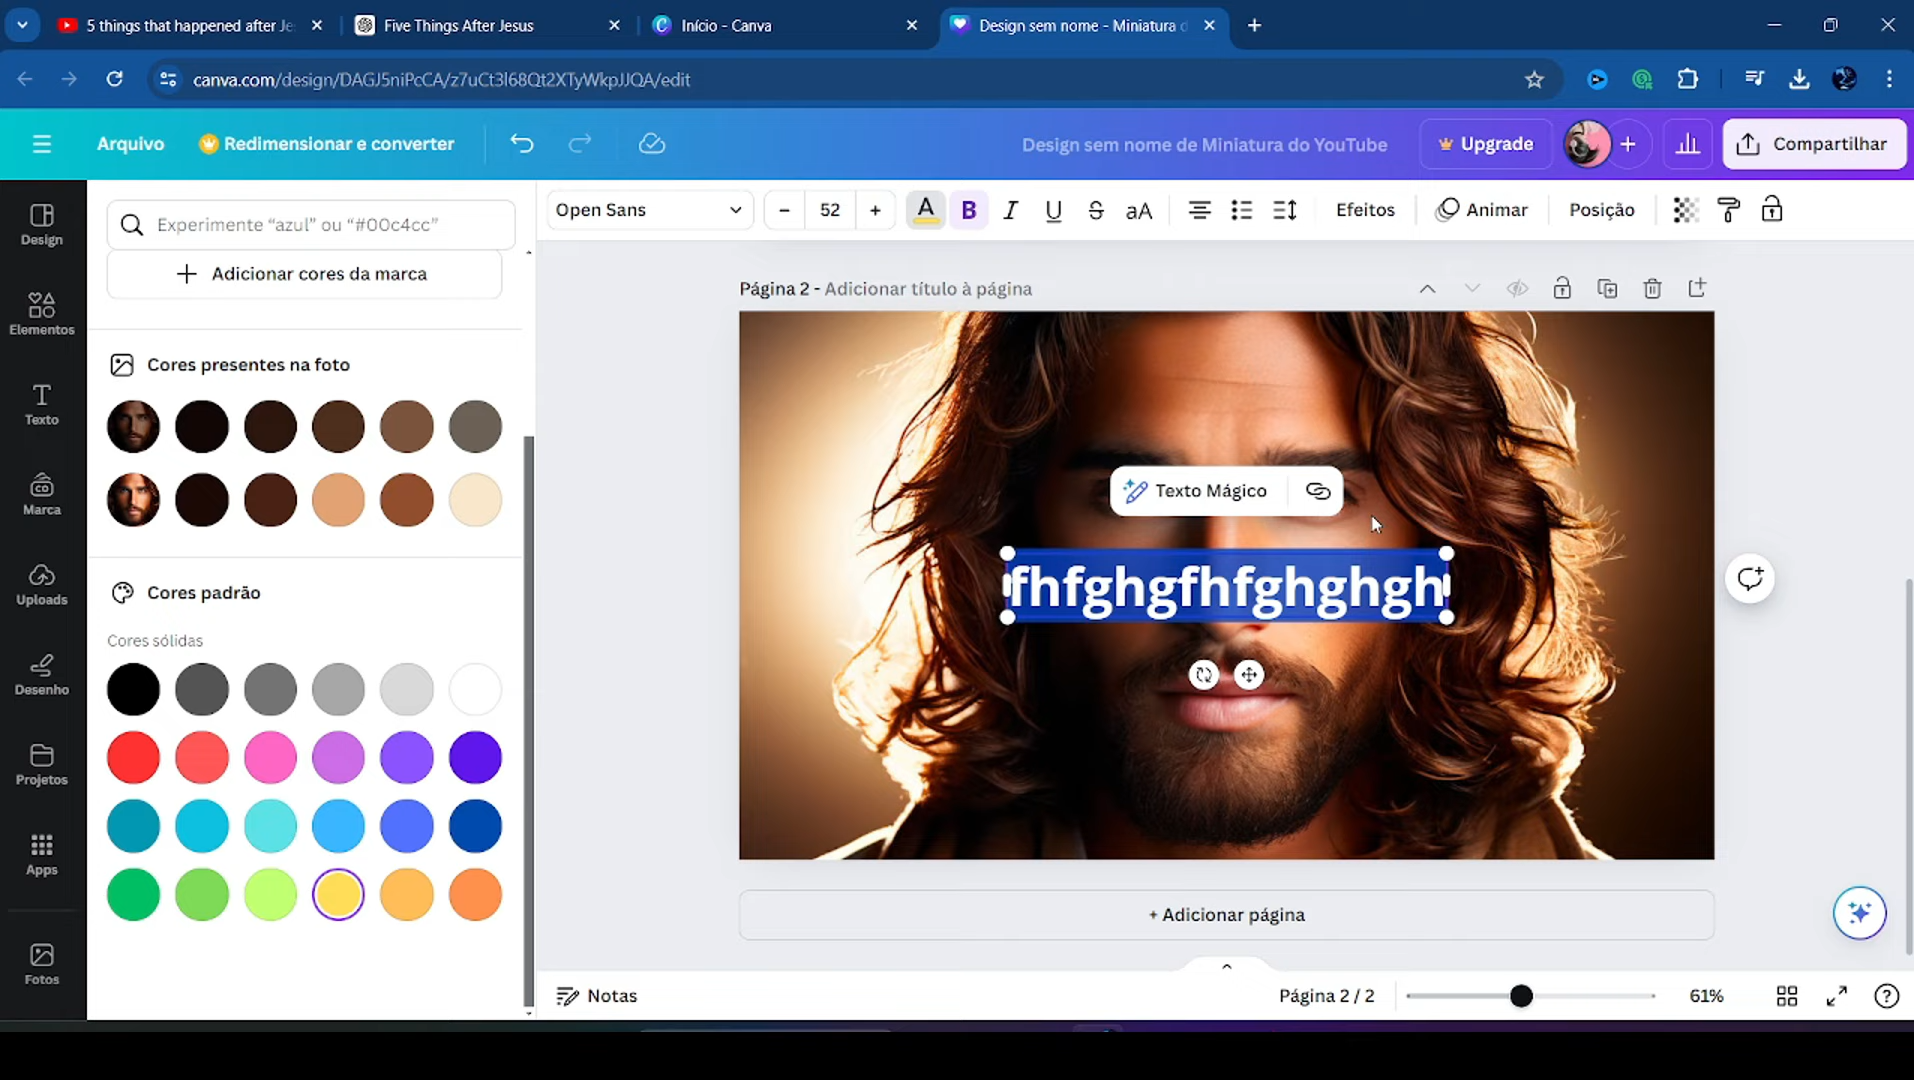 5 things that happened after Je
Five Things After Jesus
Início - Canva
Design sem nome - Miniatura d
canva.com/design/DAGJ5niPcCA/z7uCt3l68Qt2XTyWkpJJQA/edit
Arquivo
Redimensionar e converter
Design sem nome de Miniatura do YouTube
Upgrade
Compartilhar
Design
Elementos
Texto
Marca
Uploads
Desenho
Projetos
Apps
Fotos
Experimente “azul” ou “#00c4cc”
Adicionar cores da marca
Cores presentes na foto
Cores padrão
Cores sólidas
Open Sans
52
A
B
I
U
S
aA
Efeitos
Animar
Posição
Página 2 - Adicionar título à página
Texto Mágico
fhfghgfhfghghgh
+ Adicionar página
Notas
Página 2 / 2
61%